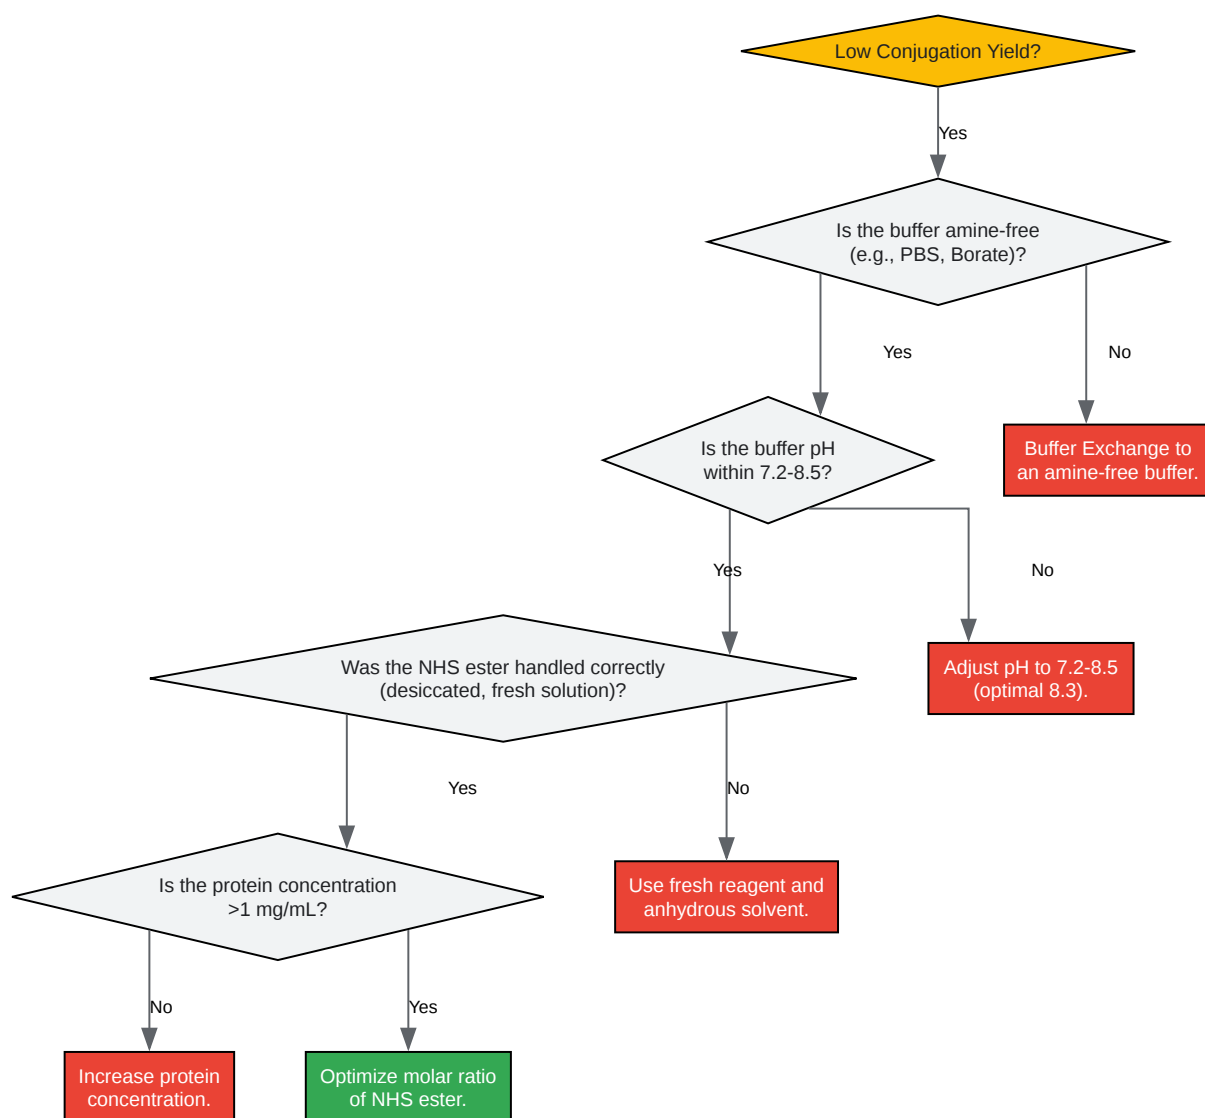 Low Conjugation Yield?
Yes
Is the buffer amine-free
(e.g., PBS, Borate)?
Yes
No
Is the buffer pH
within 7.2-8.5?
Buffer Exchange to
an amine-free buffer.
Yes
No
Was the NHS ester handled correctly
(desiccated, fresh solution)?
Adjust pH to 7.2-8.5
(optimal 8.3).
Yes
No
Is the protein concentration
>1 mg/mL?
Use fresh reagent and
anhydrous solvent.
No
Yes
Increase protein
concentration.
Optimize molar ratio
of NHS ester.